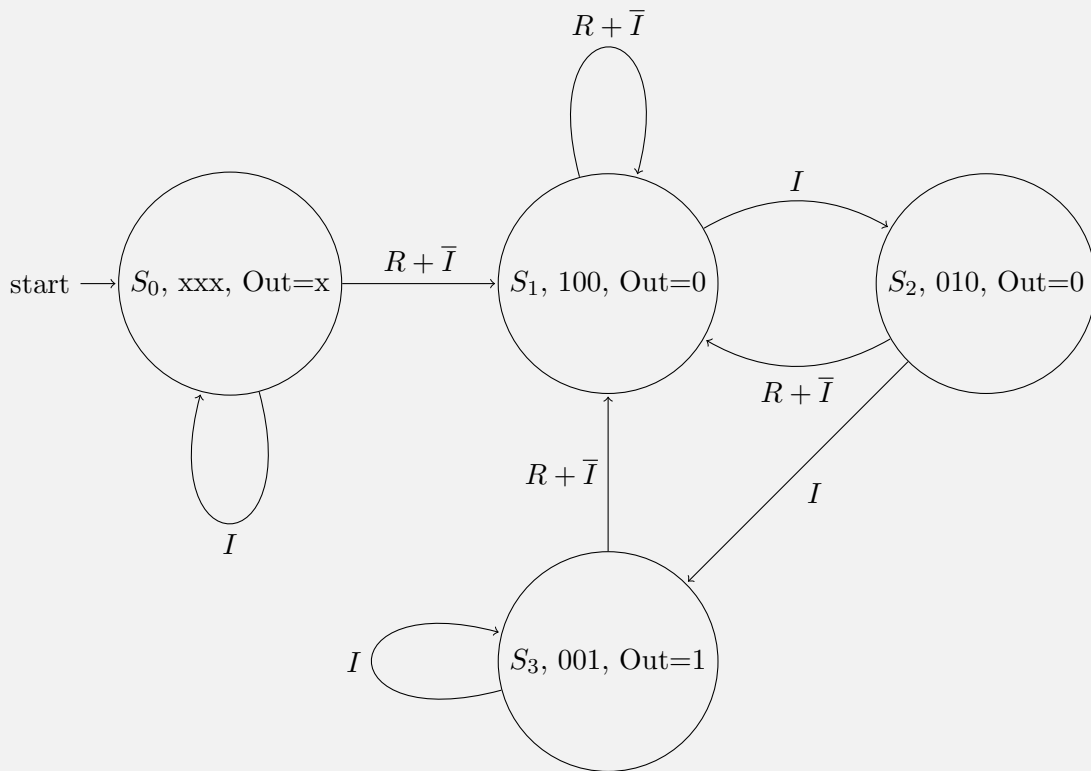 R + I̅
I
start
S₀, xxx, Out=x
R + I̅
S₁, 100, Out=0
S₂, 010, Out=0
R + I̅
I
R + I̅
I
I
S₃, 001, Out=1